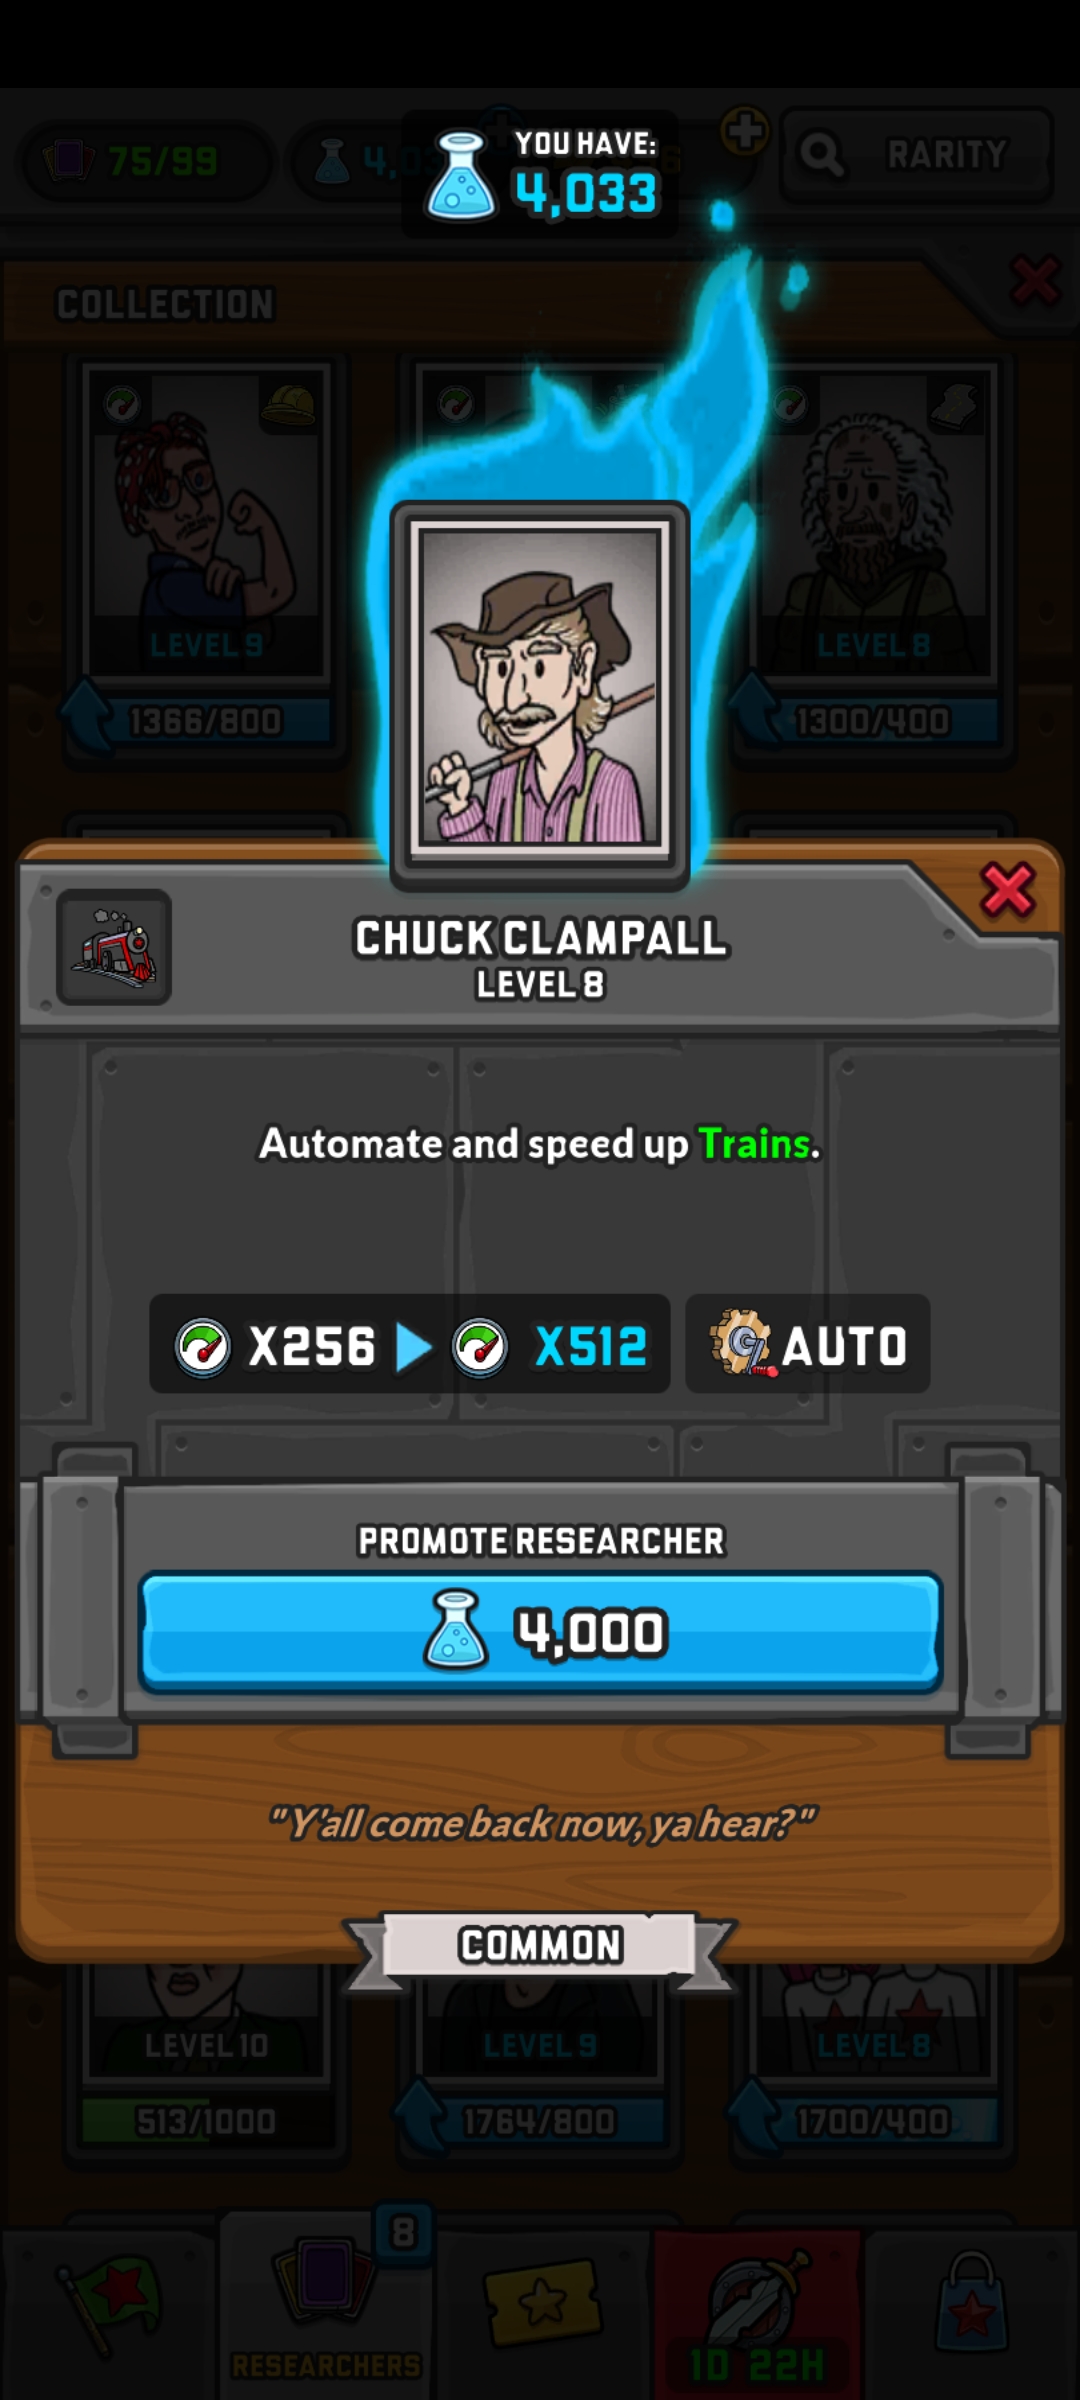 75/99
4,03
YOU HAVE:
4,033
RARITY
COLLECTION
LEVEL 9
LEVEL 8
1366/800
1300/400
CHUCK CLAMPALL
LEVEL 8
Automate and speed up Trains.
X256 X512 AUTO
PROMOTE RESEARCHER
4,000
"Y'all come back now, ya hear?"
COMMON
LEVEL 10 LEVEL 9 LEVEL 8
513/1000 1764/800 1700/400
8
RESEARCHERS
1D 22H